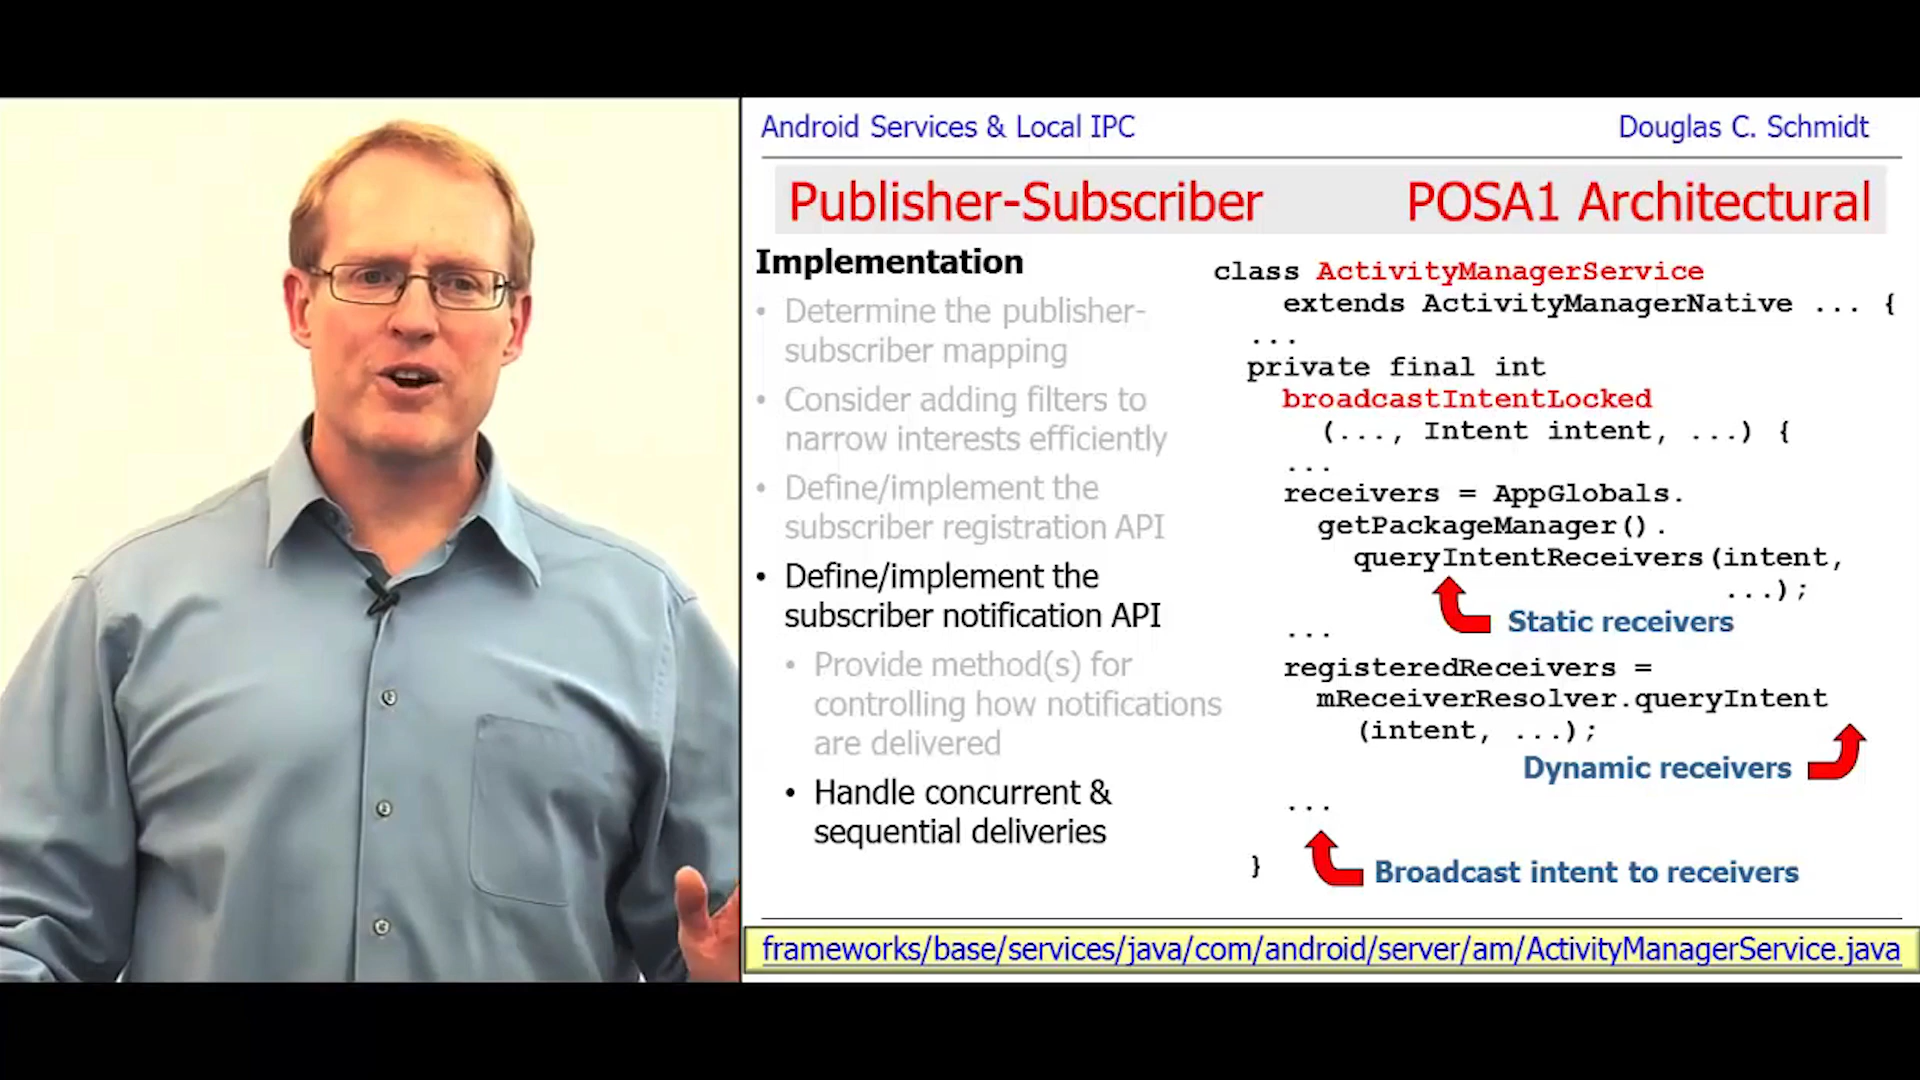 Android Services & Local IPC
Douglas C. Schmidt
Publisher-Subscriber
POSA1 Architectural
Implementation
• Determine the publisher-
subscriber mapping
• Consider adding filters to
narrow interests efficiently
• Define/implement the
subscriber registration API
• Define/implement the
subscriber notification API
• Provide method(s) for
controlling how notifications
are delivered
• Handle concurrent &
sequential deliveries
class ActivityManagerService
extends ActivityManagerNative ... {
...
private final int
broadcastIntentLocked
(..., Intent intent, ...) {
...
receivers = AppGlobals.
getPackageManager().
queryIntentReceivers(intent,
...);
Static receivers
...
registeredReceivers =
mReceiverResolver.queryIntent
(intent, ...);
Dynamic receivers
...
}
Broadcast intent to receivers
frameworks/base/services/java/com/android/server/am/ActivityManagerService.java